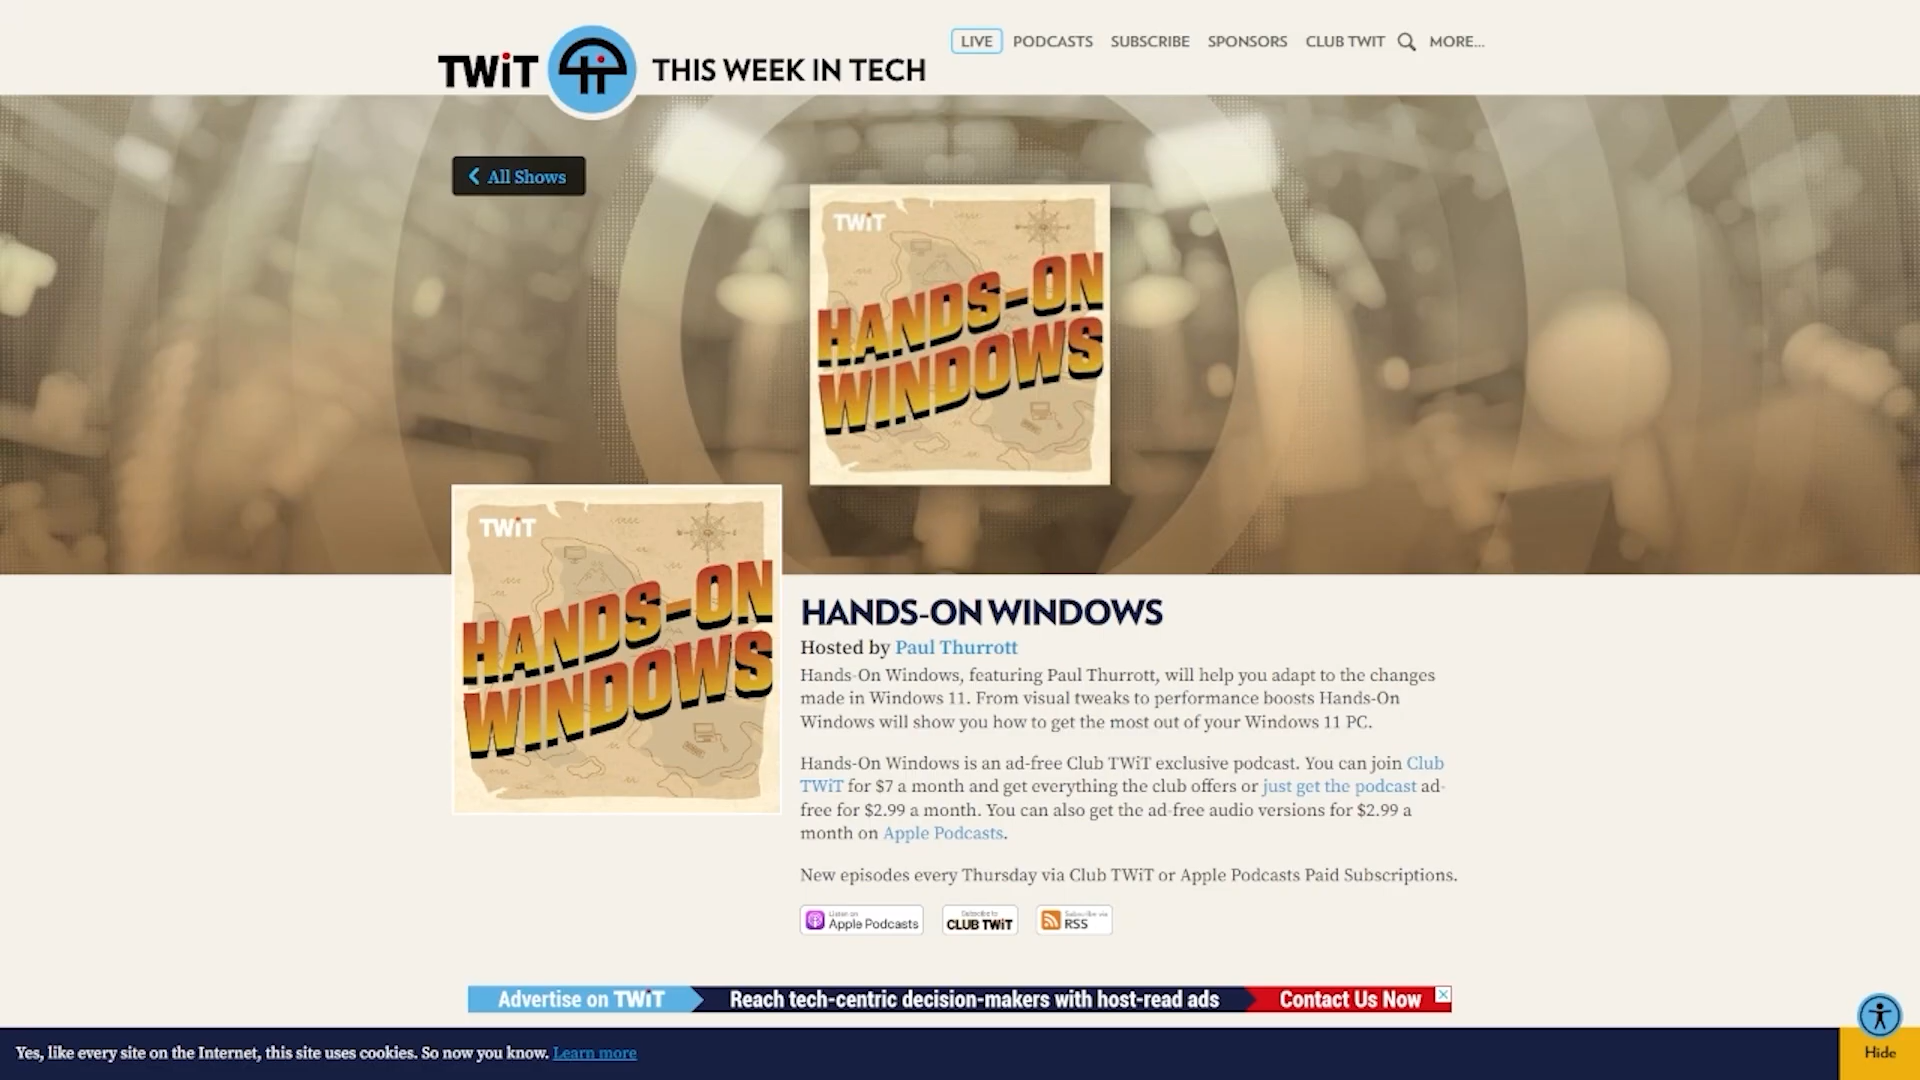 TWiT
THIS WEEK IN TECH
LIVE PODCASTS SUBSCRIBE SPONSORS CLUB TWIT MORE...
All Shows
TWiT
HANDS-ON
WINDOWS
TWiT
HANDS-ON
WINDOWS
HANDS-ON WINDOWS
Hosted by Paul Thurrott
Hands-On Windows, featuring Paul Thurrott, will help you adapt to the changes
made in Windows 11. From visual tweaks to performance boosts Hands-On
Windows will show you how to get the most out of your Windows 11 PC.
Hands-On Windows is an ad-free Club TWiT exclusive podcast. You can join Club
TWiT for $7 a month and get everything the club offers or just get the podcast ad-
free for $2.99 a month. You can also get the ad-free audio versions for $2.99 a
month on Apple Podcasts.
New episodes every Thursday via Club TWiT or Apple Podcasts Paid Subscriptions.
Listen on
Apple Podcasts
Subscribe to
CLUB TWiT
Subscribe via
RSS
Advertise on TWiT Reach tech-centric decision-makers with host-read ads Contact Us Now
Yes, like every site on the Internet, this site uses cookies. So now you know. Learn more
Hide